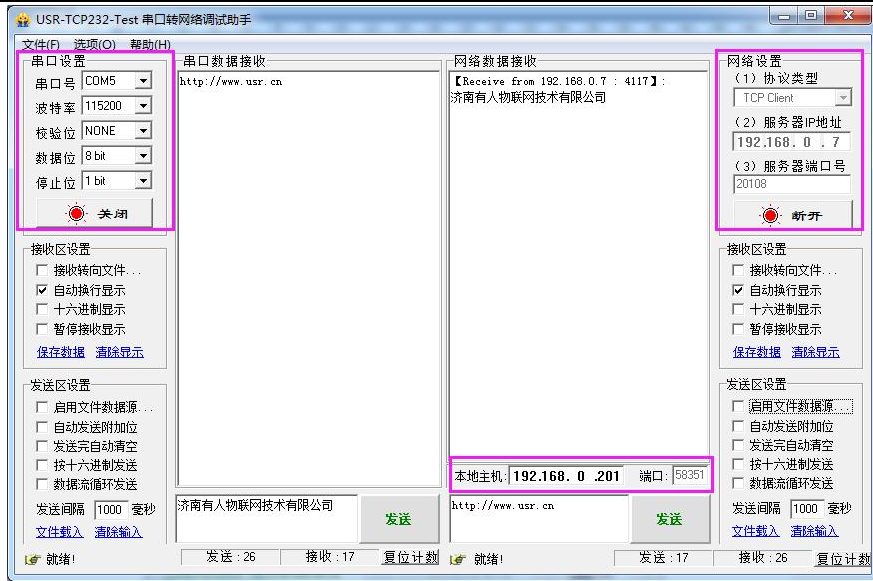 USR-TCP232-Test 串口转网络调试助手
文件(F) 选项(O) 帮助(H)
串口设置
串口号 COM5
波特率 115200
校验位 NONE
数据位 8 bit
停止位 1 bit
关闭
接收区设置
接收转向文件...
自动换行显示
十六进制显示
暂停接收显示
保存数据 清除显示
发送区设置
启用文件数据源...
自动发送附加位
发送完自动清空
按十六进制发送
数据流循环发送
发送间隔 1000 毫秒
文件载入 清除输入
串口数据接收
http://www.usr.cn
济南有人物联网技术有限公司
发送
网络数据接收
【Receive from 192.168.0.7 : 4117】:
济南有人物联网技术有限公司
本地主机: 192.168. 0 .201 端口: 58351
http://www.usr.cn
发送
网络设置
(1) 协议类型
TCP Client
(2) 服务器IP地址
192.168. 0 . 7
(3) 服务器端口号
20108
断开
接收区设置
接收转向文件...
自动换行显示
十六进制显示
暂停接收显示
保存数据 清除显示
发送区设置
启用文件数据源...
自动发送附加位
发送完自动清空
按十六进制发送
数据流循环发送
发送间隔 1000 毫秒
文件载入 清除输入
就绪! 发送 : 26 接收 : 17 复位计数
就绪! 发送 : 17 接收 : 26 复位计数